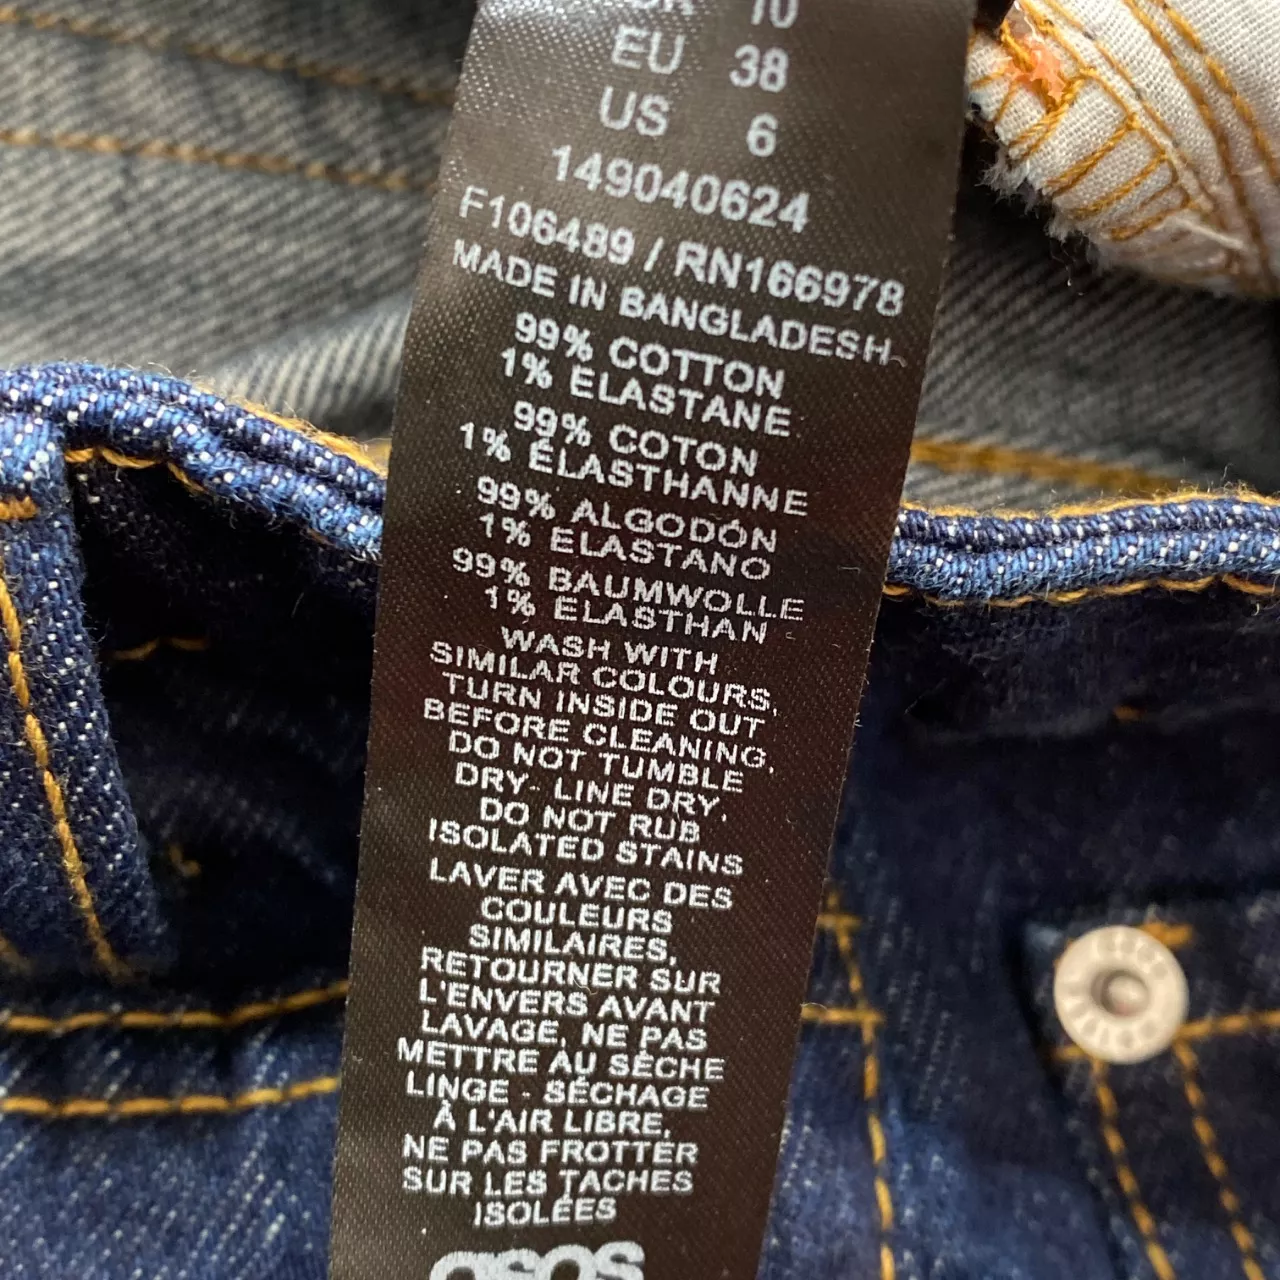 UK 10
EU 38
US 6
149040624
F106489 / RN166978
MADE IN BANGLADESH
99% COTTON
1% ELASTANE
99% COTON
1% ÉLASTHANNE
99% ALGODÓN
1% ELASTANO
99% BAUMWOLLE
1% ELASTHAN
WASH WITH
SIMILAR COLOURS,
TURN INSIDE OUT
BEFORE CLEANING,
DO NOT TUMBLE
DRY- LINE DRY,
DO NOT RUB
ISOLATED STAINS
LAVER AVEC DES
COULEURS
SIMILAIRES,
RETOURNER SUR
L'ENVERS AVANT
LAVAGE, NE PAS
METTRE AU SÈCHE
LINGE - SÉCHAGE
À L'AIR LIBRE,
NE PAS FROTTER
SUR LES TACHES
ISOLÉES
asos